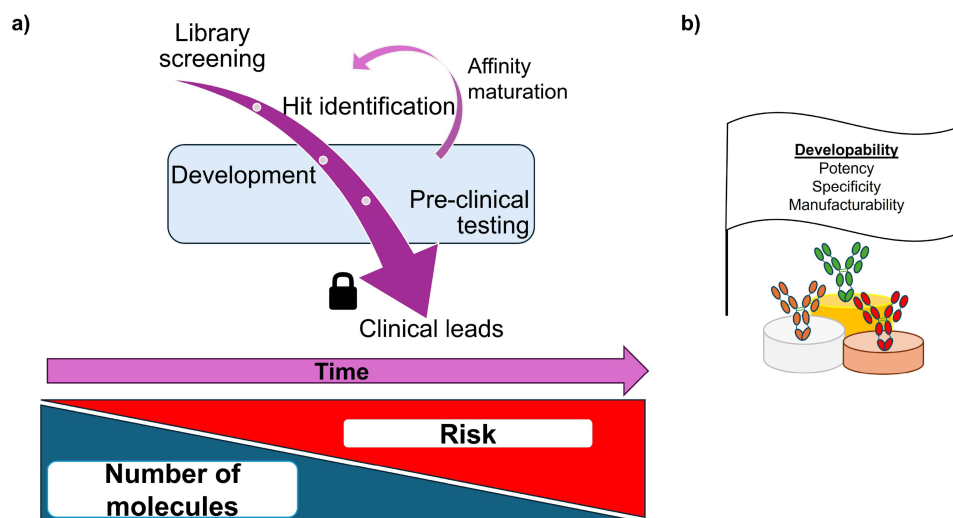 a)
Library
screening
Hit identification
Affinity
maturation
Development
Pre-clinical
testing
Clinical leads
Time
Risk
Number of
molecules
b)
Developability
Potency
Specificity
Manufacturability